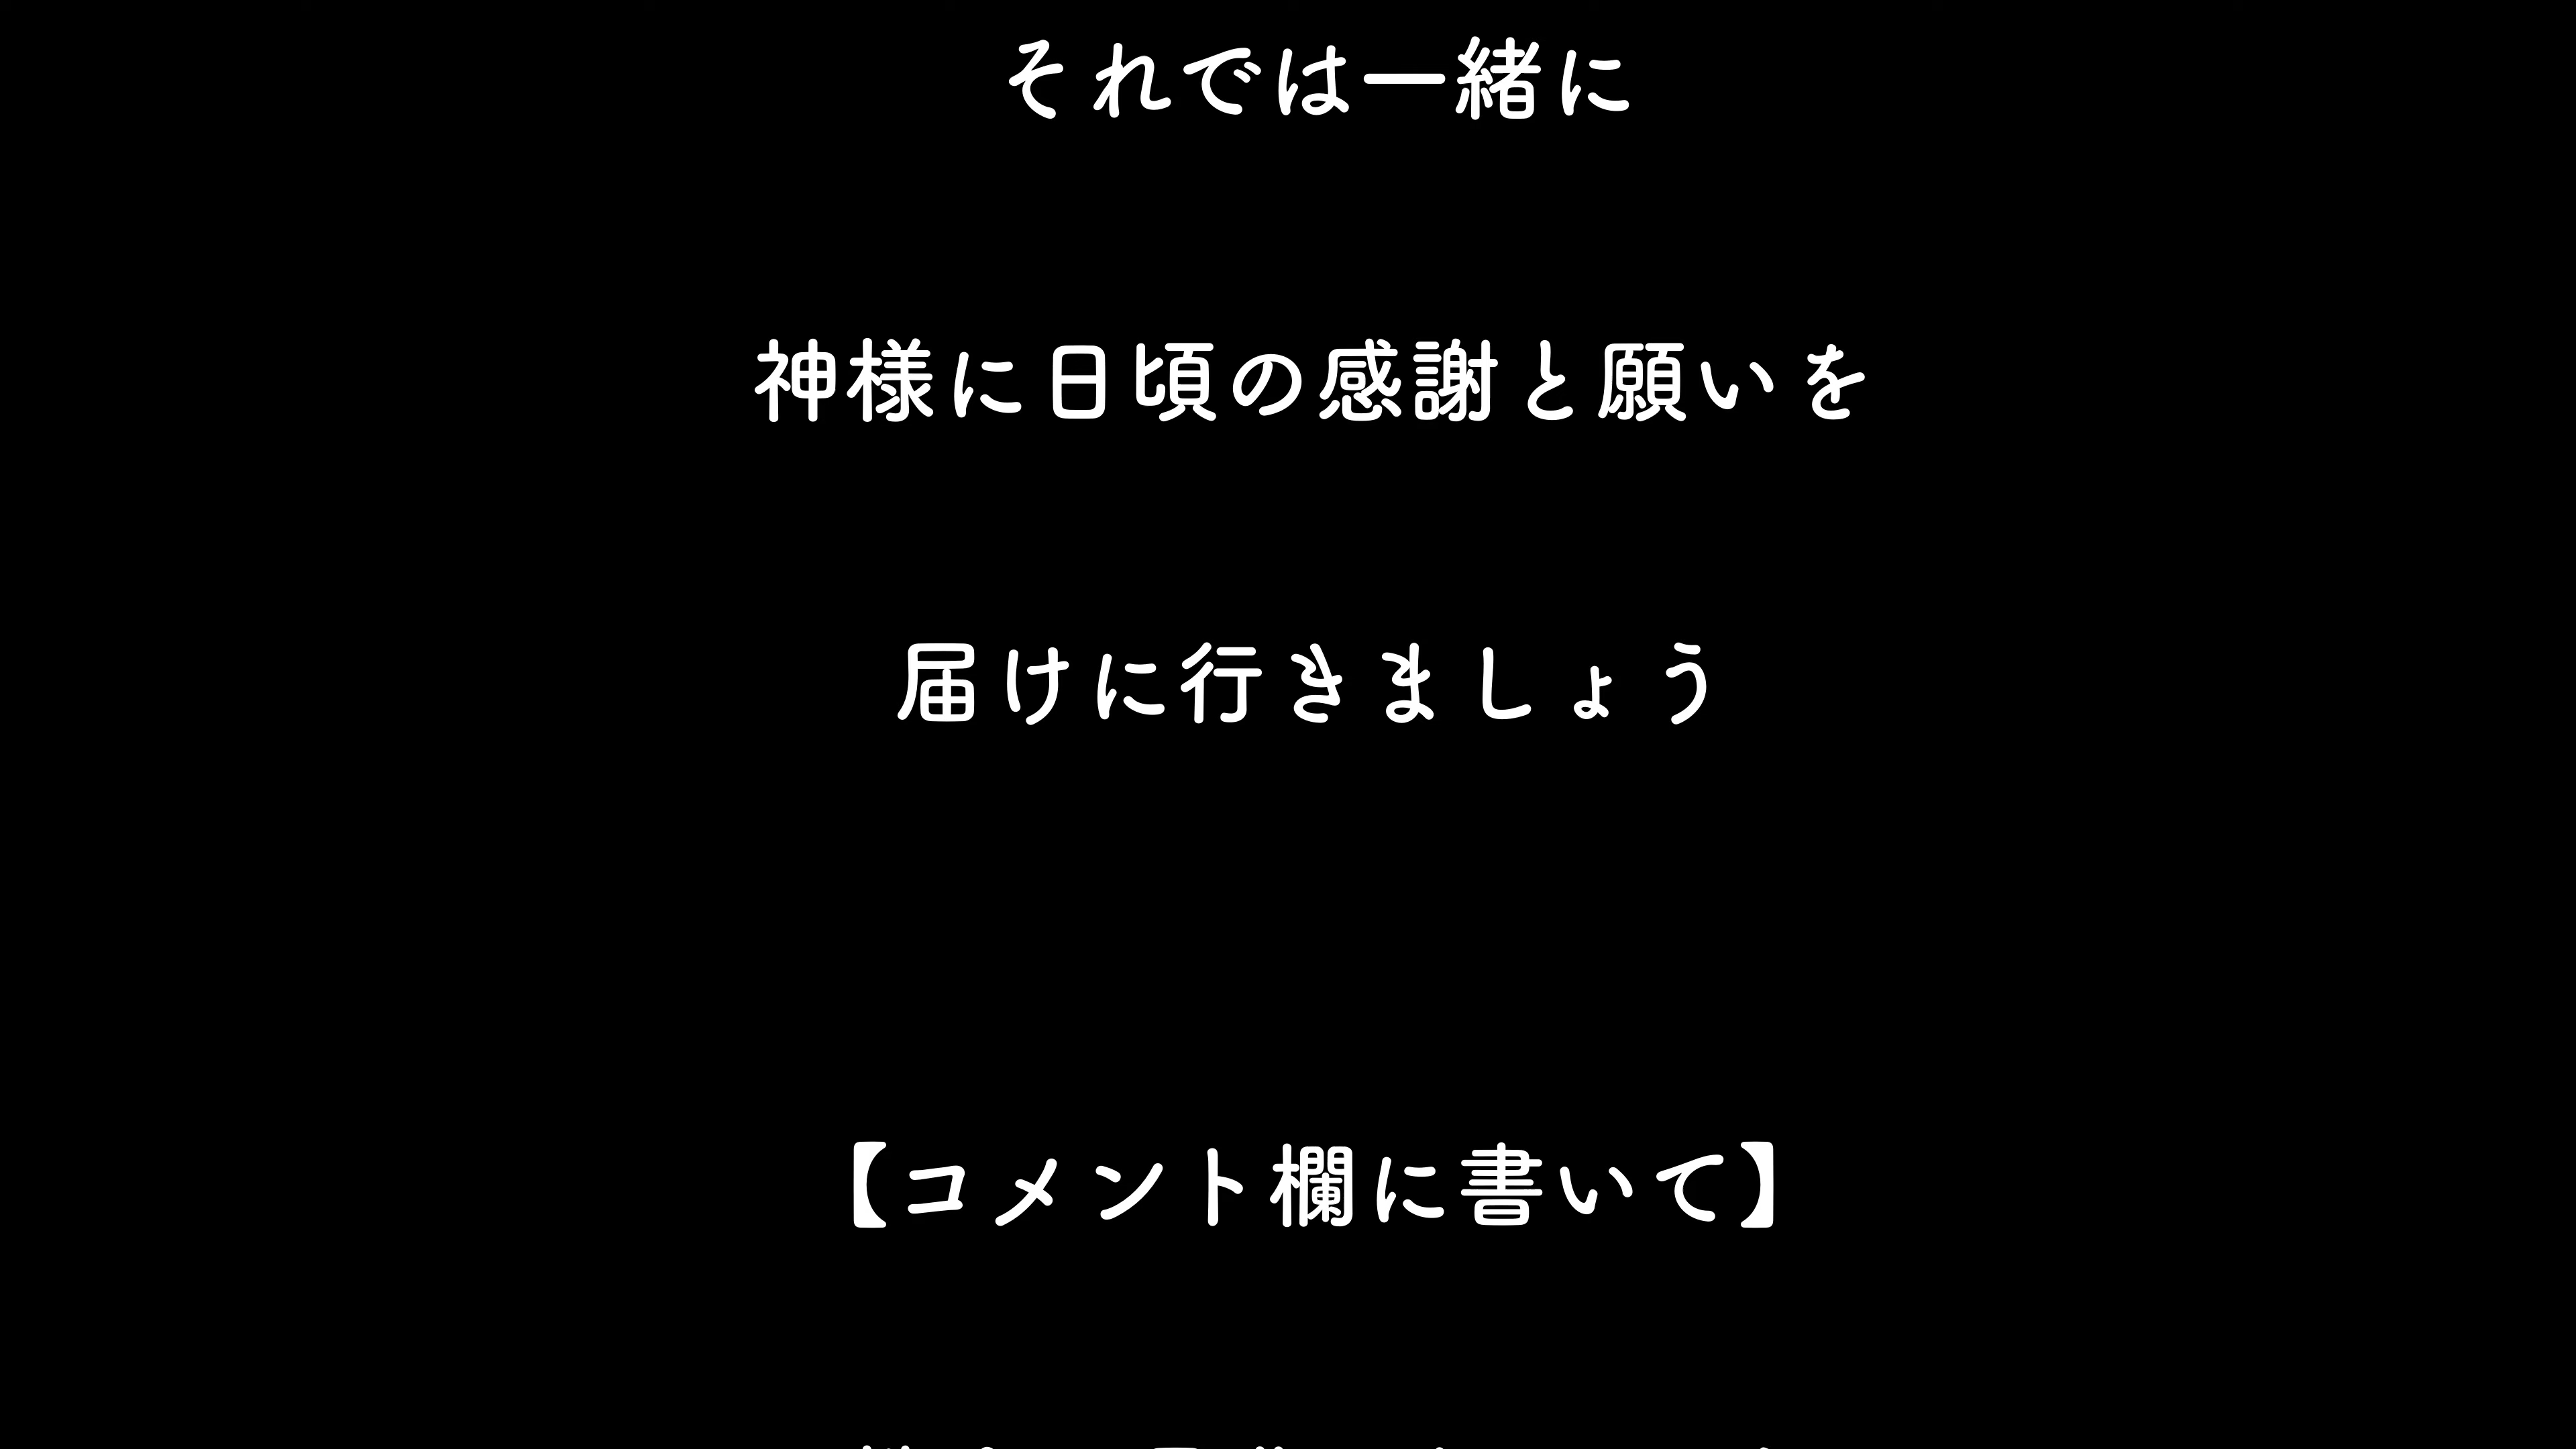 それでは一緒に
神様に日頃の感謝と願いを
届けに行きましょう
【コメント欄に書いて】